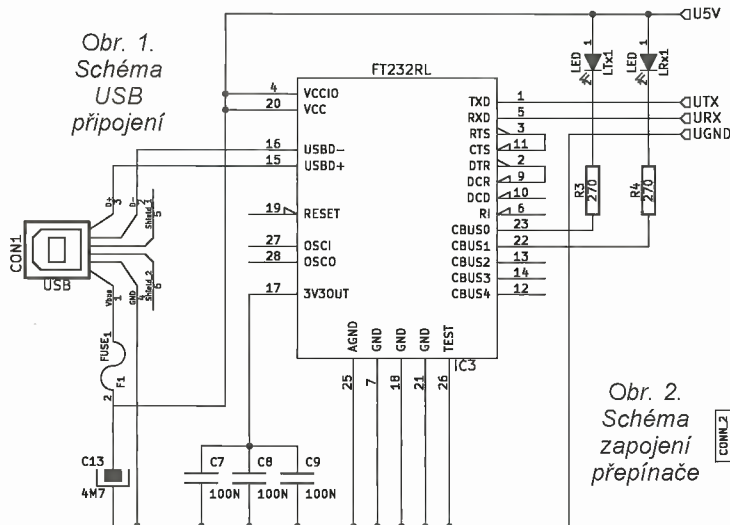 Obr. 1.
Schéma
USB
připojení
FT232RL
4 VCCIO
20 VCC
16 USBD-
15 USBD+
19 RESET
27 OSCI
28 OSCO
17 3V3OUT
TXD 1
RXD 5
RTS 3
CTS 11
DTR 2
DCR 9
DCD 10
RI 6
CBUS0 23
CBUS1 22
CBUS2 13
CBUS3 14
CBUS4 12
AGND GND GND GND TEST
25 7 18 21 26
IC3
U5V
UTX
URX
UGND
1 LED LTx1
1 LED LRx1
R3 270
R4 270
CON1
USB
D+ 3
D- 2
Shield_1 5
Vbus 1
GND 4
Shield_2 6
FUSE 1
F1
2
C13
4M7
C7 100N
C8 100N
C9 100N
Obr. 2.
Schéma
zapojení
přepínače
CONN_2